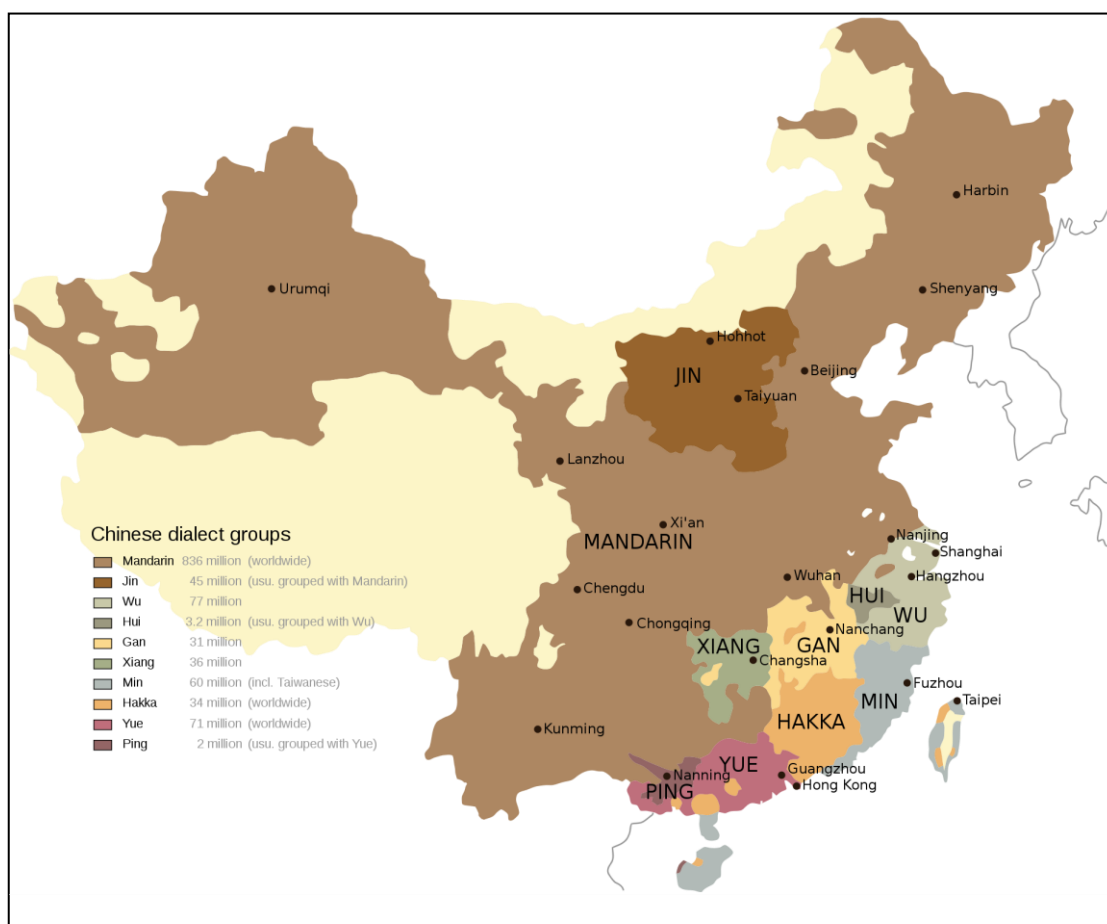 Harbin
Urumqi
Shenyang
Hohhot
JIN
Beijing
Taiyuan
Lanzhou
Xi'an
MANDARIN
Nanjing
Shanghai
Wuhan
Hangzhou
Chengdu
HUI
WU
Chongqing
Nanchang
XIANG
GAN
Changsha
Fuzhou
MIN
Taipei
HAKKA
Kunming
YUE
Guangzhou
Nanning
Hong Kong
PING
Chinese dialect groups
Mandarin 836 million (worldwide)
Jin 45 million (usu. grouped with Mandarin)
Wu 77 million
Hui 3.2 million (usu. grouped with Wu)
Gan 31 million
Xiang 36 million
Min 60 million (incl. Taiwanese)
Hakka 34 million (worldwide)
Yue 71 million (worldwide)
Ping 2 million (usu. grouped with Yue)